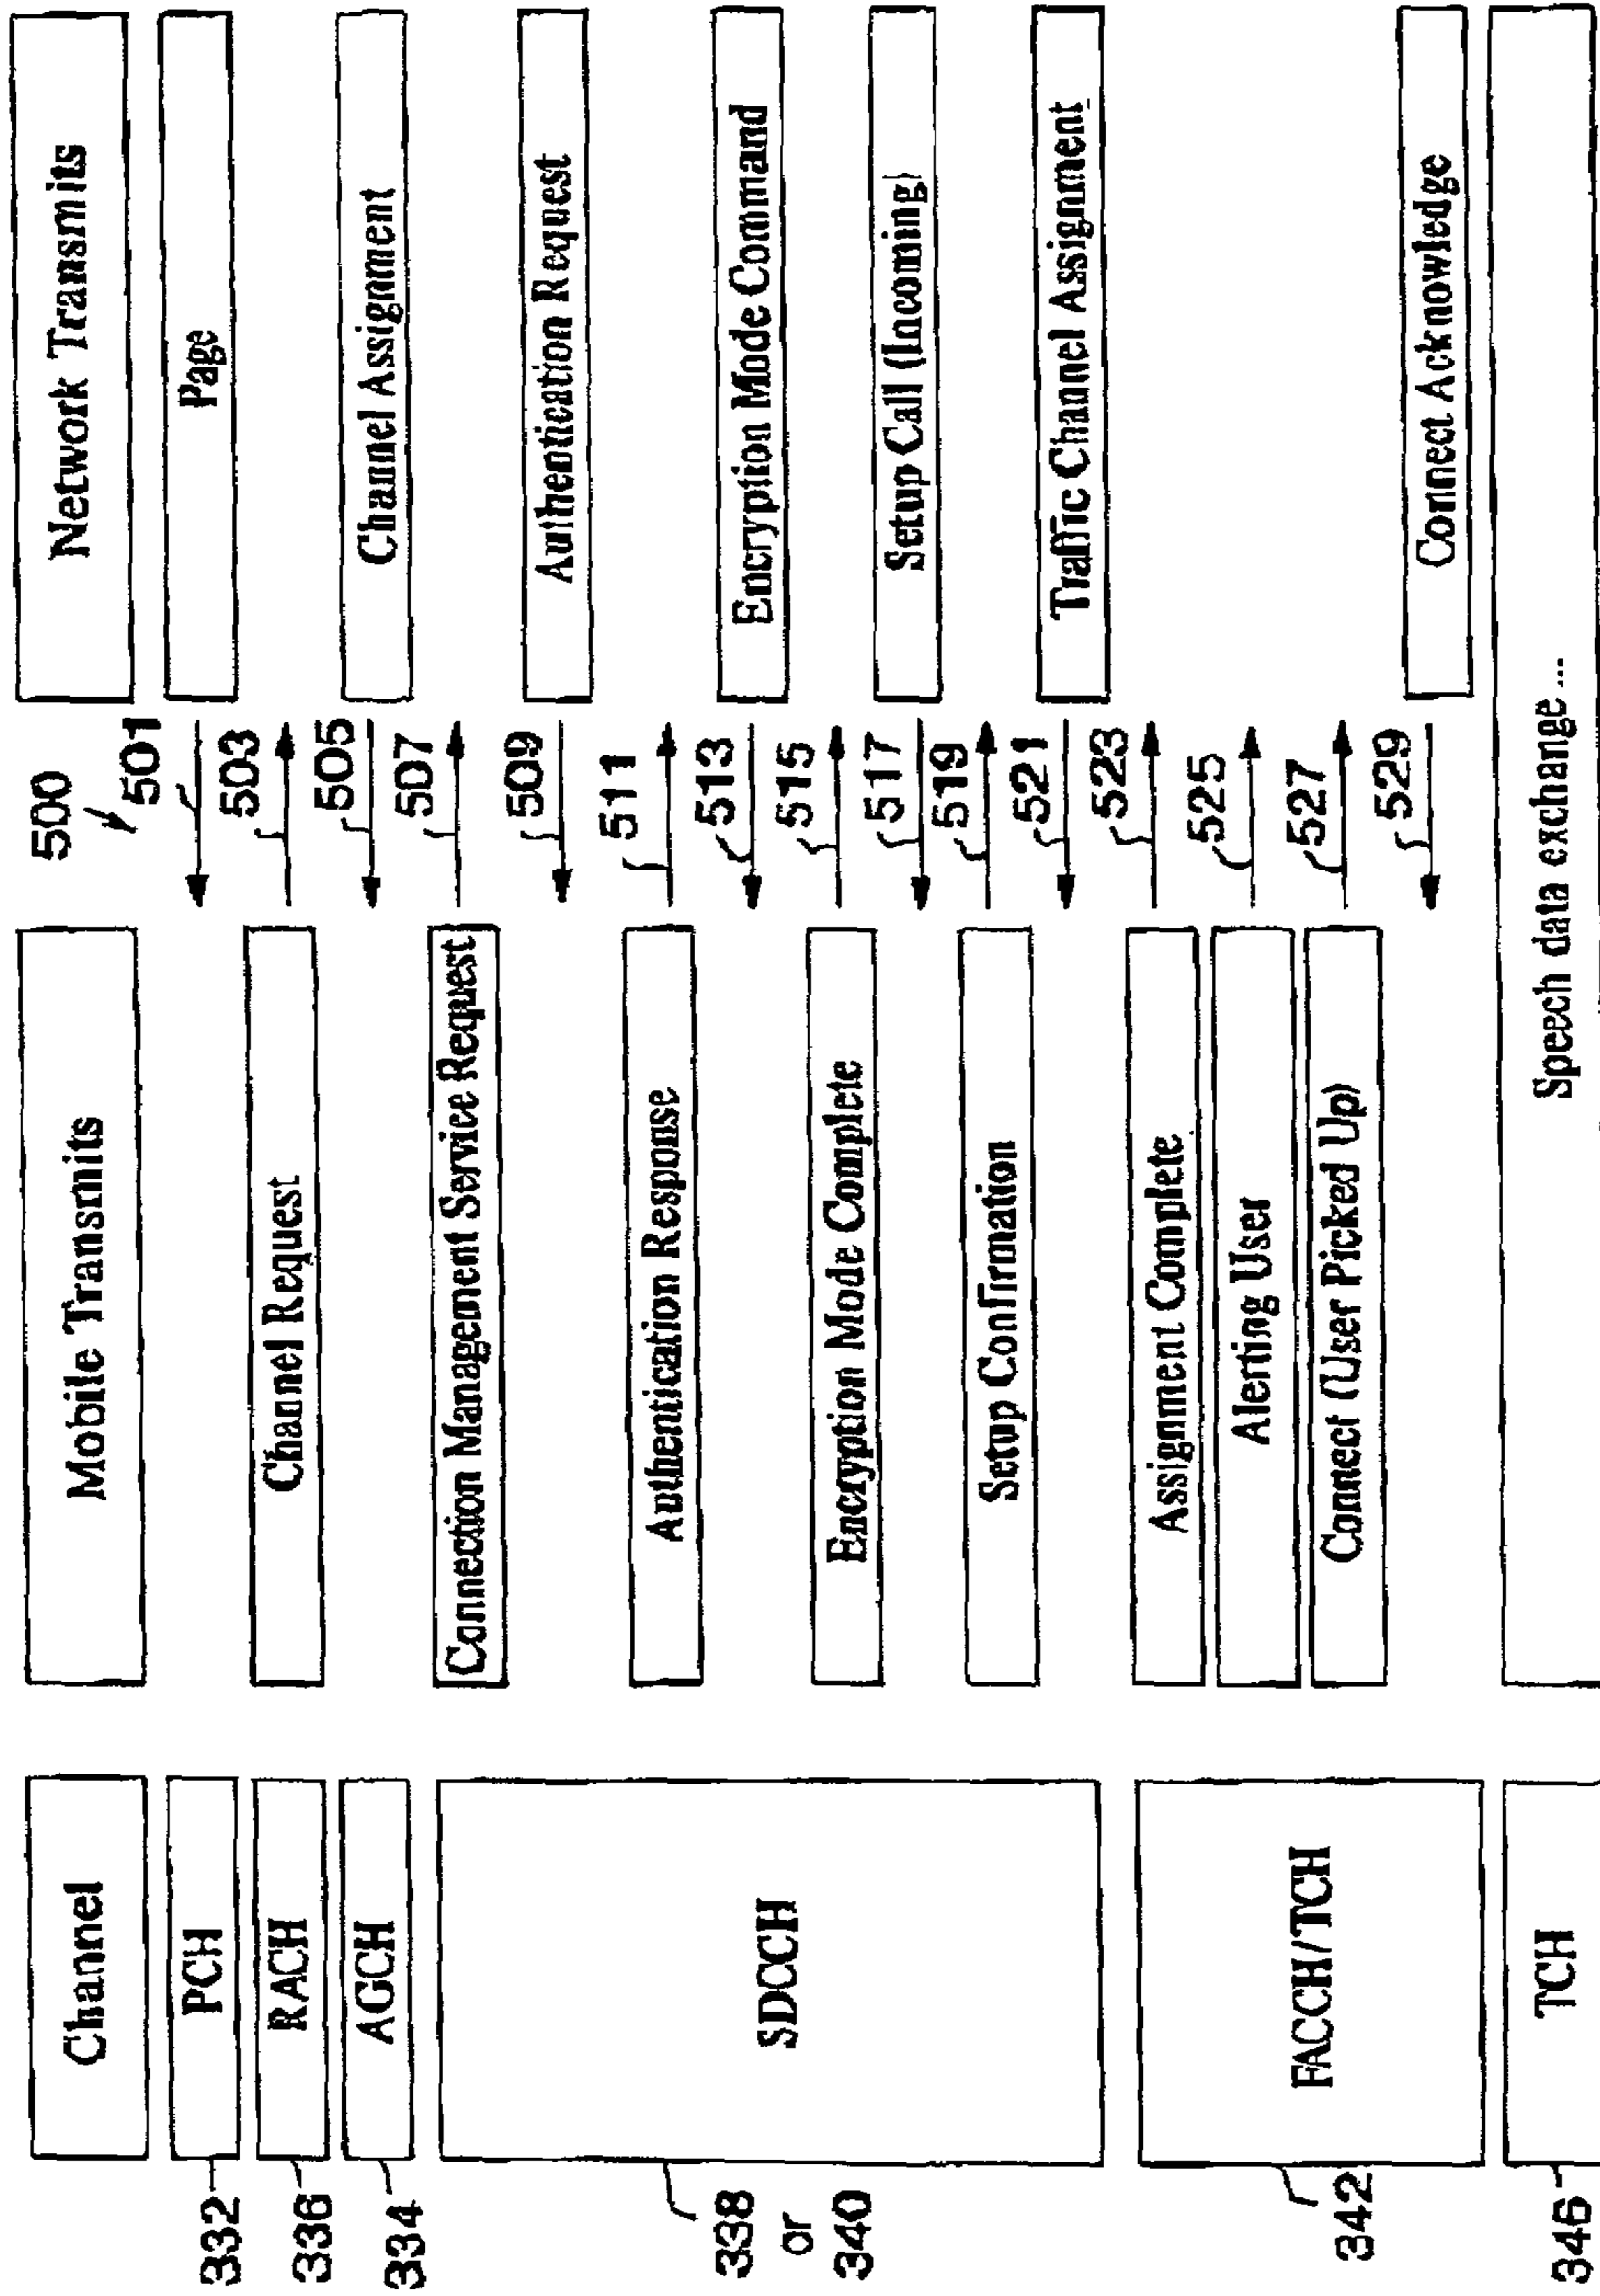 500
Channel
Mobile Transmits
Network Transmits
332
PCH
501
Page
336
RACH
Channel Request
503
334
AGCH
505
Channel Assignment
338
or
340
SDCCH
Connection Management Service Request
507
509
Authentication Request
Authentication Response
511
513
Encryption Mode Command
Encryption Mode Complete
515
517
Setup Call (Incoming)
Setup Confirmation
519
521
Traffic Channel Assignment
342
FACCH/TCH
Assignment Complete
523
Alerting User
525
Connect (User Picked Up)
527
529
Connect Acknowledge
346
TCH
Speech data exchange ...